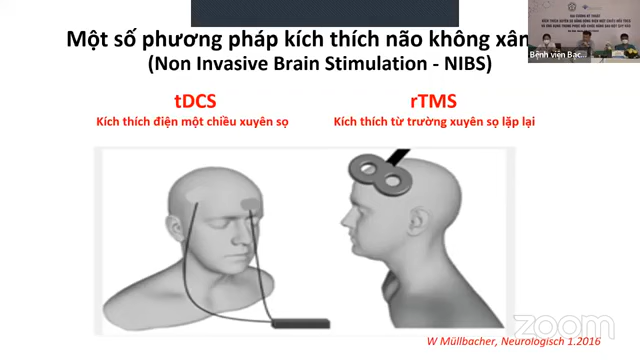 Một số phương pháp kích thích não không xâm
(Non Invasive Brain Stimulation - NIBS)
tDCS
Kích thích điện một chiều xuyên sọ
rTMS
Kích thích từ trường xuyên sọ lặp lại
Bệnh viện Bạc...
W Müllbacher, Neurologisch 1.2016
zoom